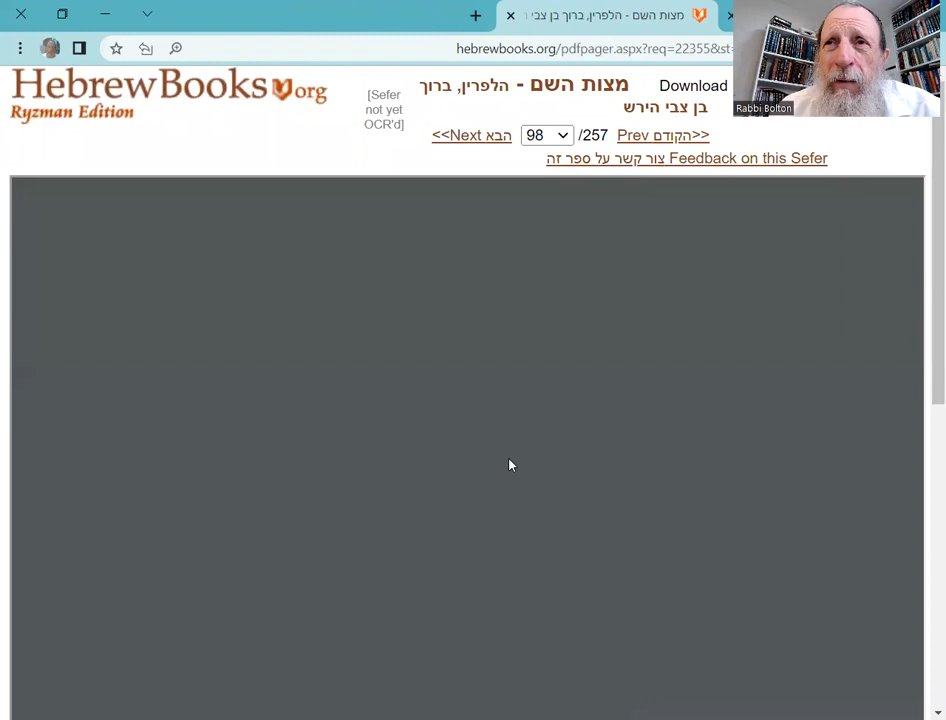 מצות השם - הלפרין, ברוך בן צבי ו
hebrewbooks.org/pdfpager.aspx?req=22355&st=
HebrewBooks.org
Ryzman Edition
[Sefer
not yet
OCR'd]
מצות השם - הלפרין, ברוך
בן צבי הירש
Download
<<Next הבא 98 /257 Prev הקודם>>
צור קשר על ספר זה Feedback on this Sefer
Rabbi Bolton